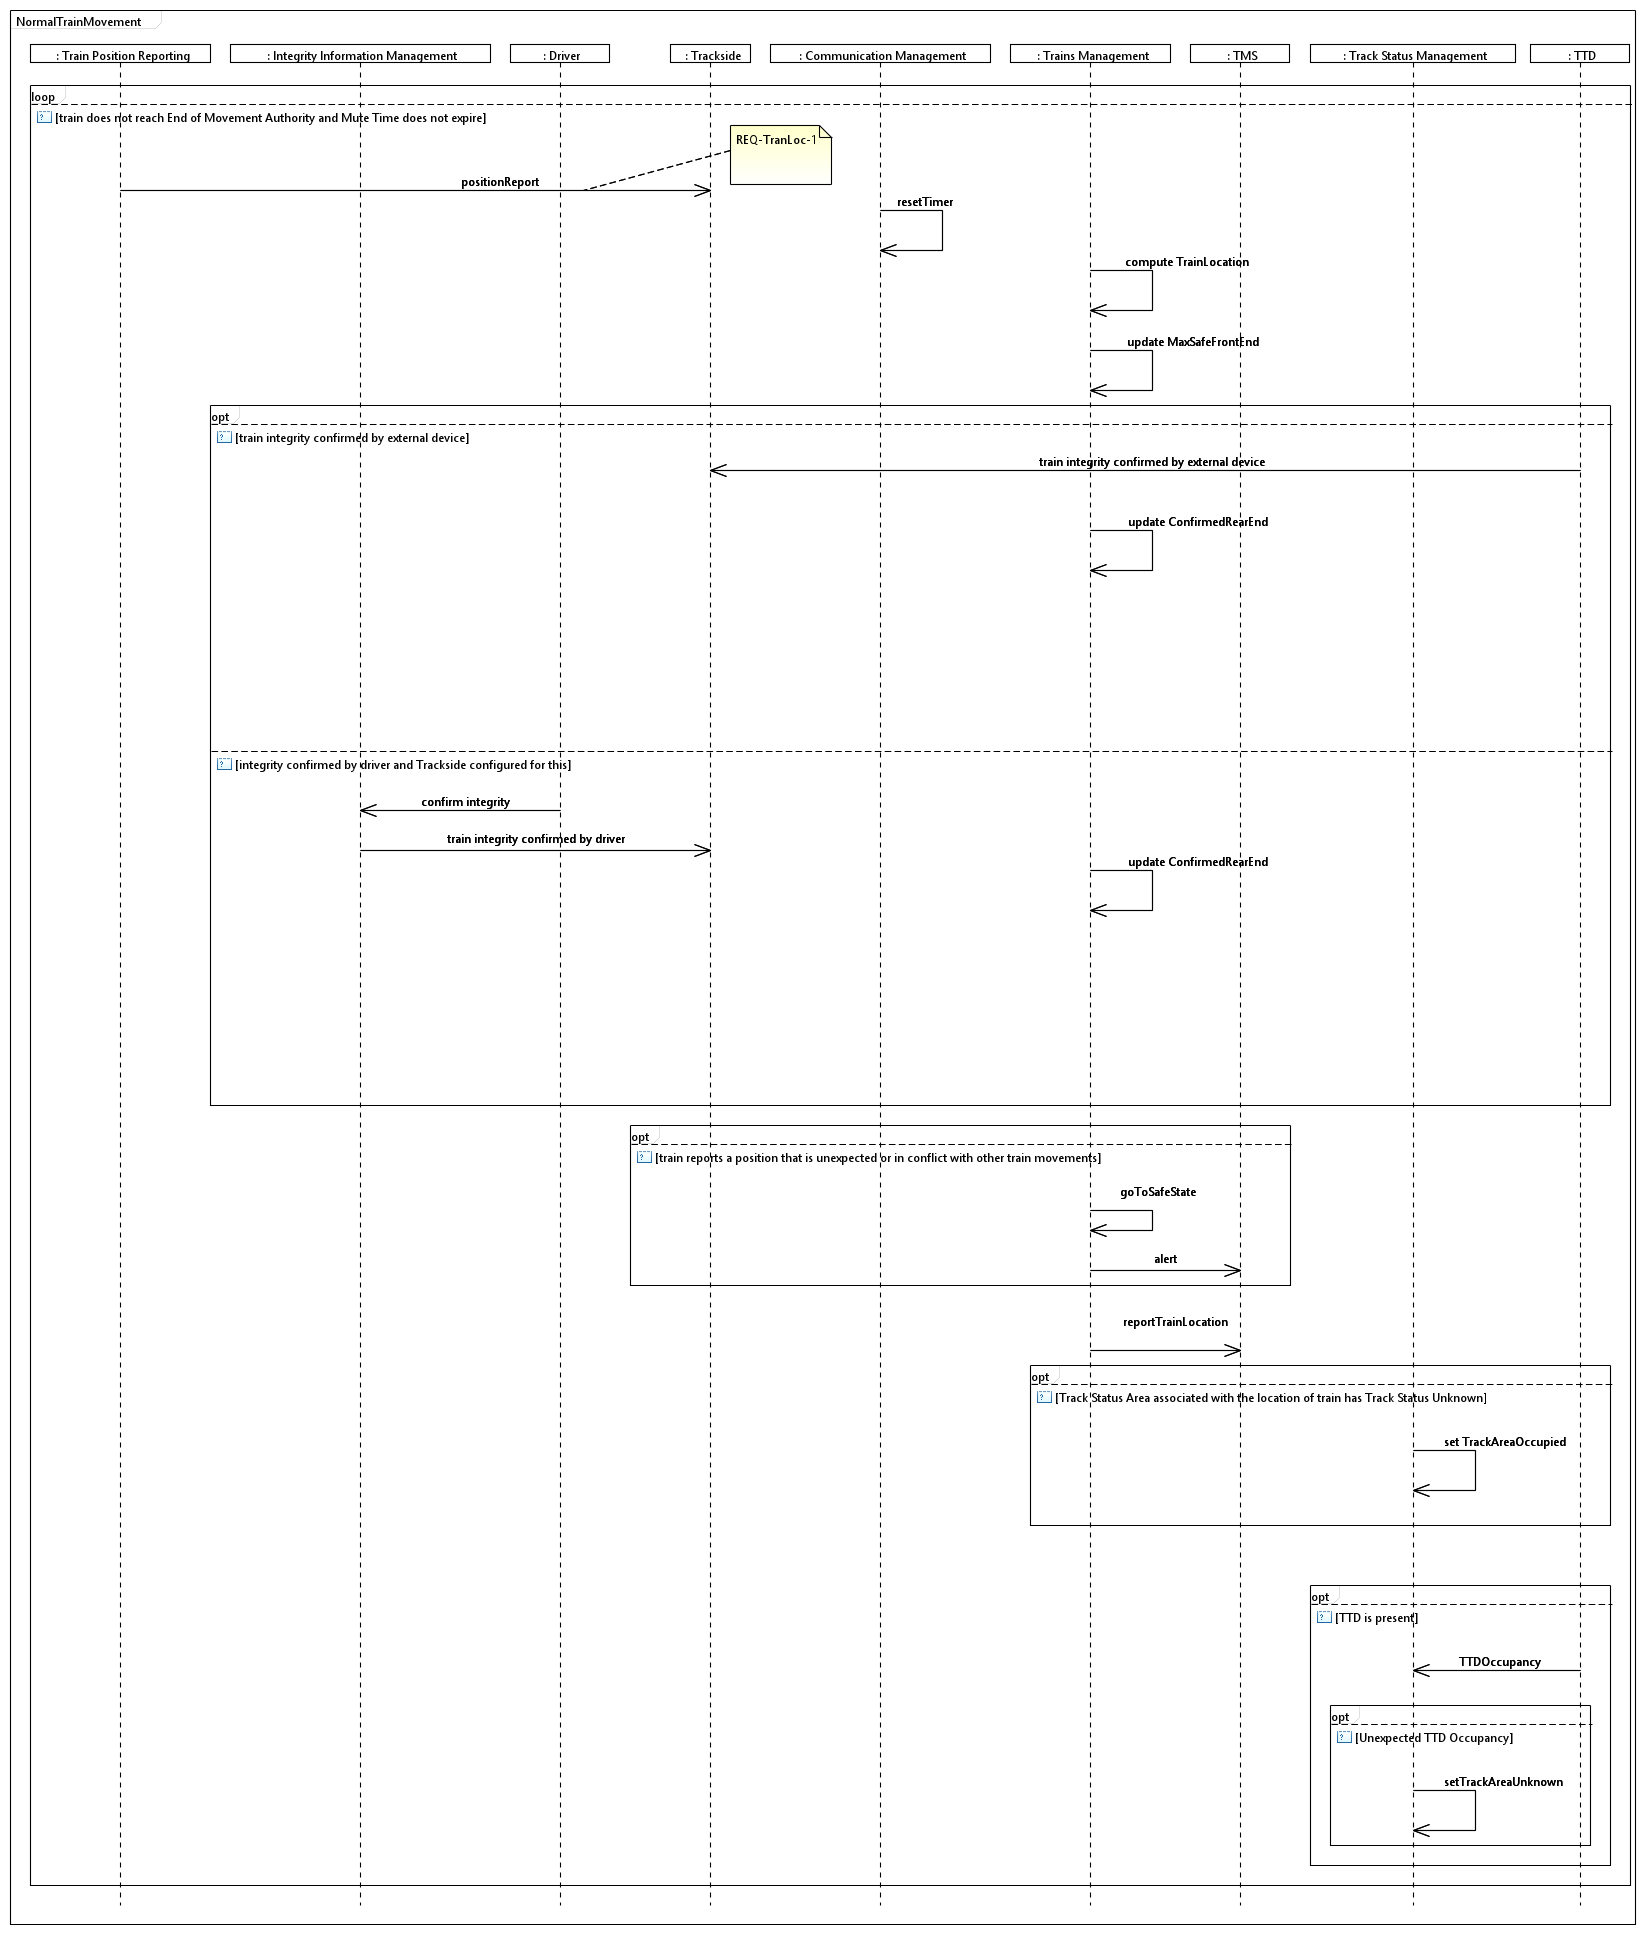 NormalTrainMovement
: Train Position Reporting
: Integrity Information Management
: Driver
: Trackside
: Communication Management
: Trains Management
: TMS
: Track Status Management
: TTD
loop
[train does not reach End of Movement Authority and Mute Time does not expire]
REQ-TranLoc-1
positionReport
resetTimer
compute TrainLocation
update MaxSafeFrontEnd
opt
[train integrity confirmed by external device]
train integrity confirmed by external device
update ConfirmedRearEnd
[integrity confirmed by driver and Trackside configured for this]
confirm integrity
train integrity confirmed by driver
update ConfirmedRearEnd
opt
[train reports a position that is unexpected or in conflict with other train movements]
goToSafeState
alert
reportTrainLocation
opt
[Track Status Area associated with the location of train has Track Status Unknown]
set TrackAreaOccupied
opt
[TTD is present]
TTDOccupancy
opt
[Unexpected TTD Occupancy]
setTrackAreaUnknown